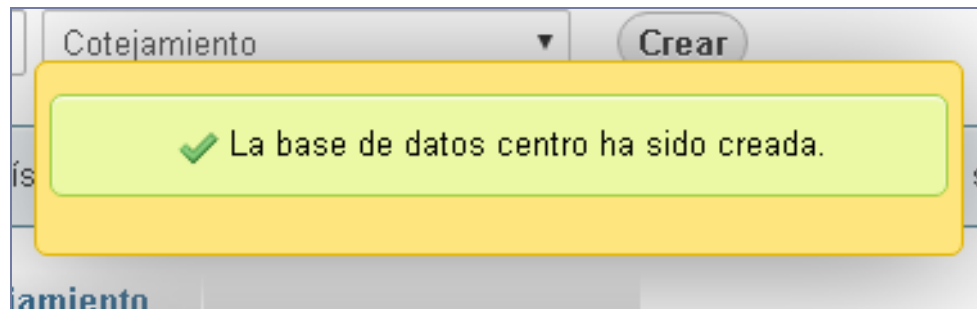 Cotejamiento Crear
La base de datos centro ha sido creada.